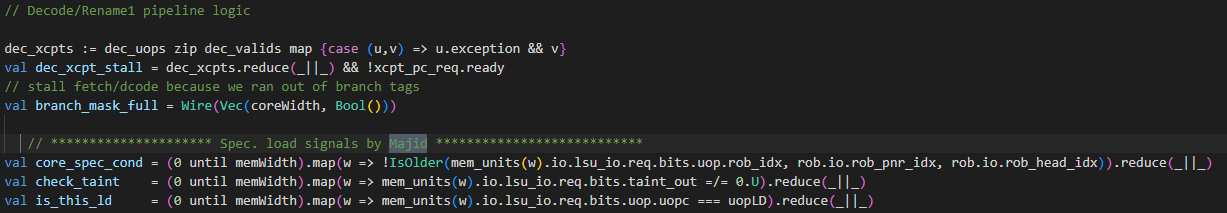 // Decode/Rename1 pipeline logic
dec_xcpts := dec_uops zip dec_valids map {case (u,v) => u.exception && v}
val dec_xcpt_stall = dec_xcpts.reduce(_||_) && !xcpt_pc_req.ready
// stall fetch/dcode because we ran out of branch tags
val branch_mask_full = Wire(Vec(coreWidth, Bool()))
// ********************* Spec. load signals by Majid ***************************
val core_spec_cond = (0 until memWidth).map(w => !IsOlder(mem_units(w).io.lsu_io.req.bits.uop.rob_idx, rob.io.rob_pnr_idx, rob.io.rob_head_idx)).reduce(_||_)
val check_taint    = (0 until memWidth).map(w => mem_units(w).io.lsu_io.req.bits.taint_out =/= 0.U).reduce(_||_)
val is_this_ld     = (0 until memWidth).map(w => mem_units(w).io.lsu_io.req.bits.uop.uopc === uopLD).reduce(_||_)